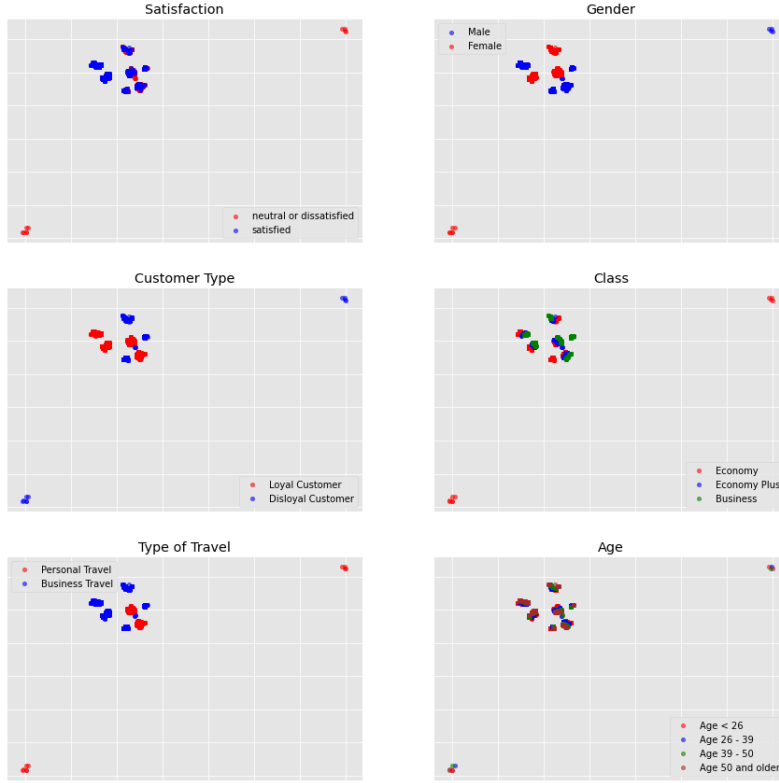 Satisfaction
neutral or dissatisfied
satisfied
Gender
Male
Female
Customer Type
Loyal Customer
Disloyal Customer
Class
Economy
Economy Plus
Business
Type of Travel
Personal Travel
Business Travel
Age
Age < 26
Age 26 - 39
Age 39 - 50
Age 50 and older